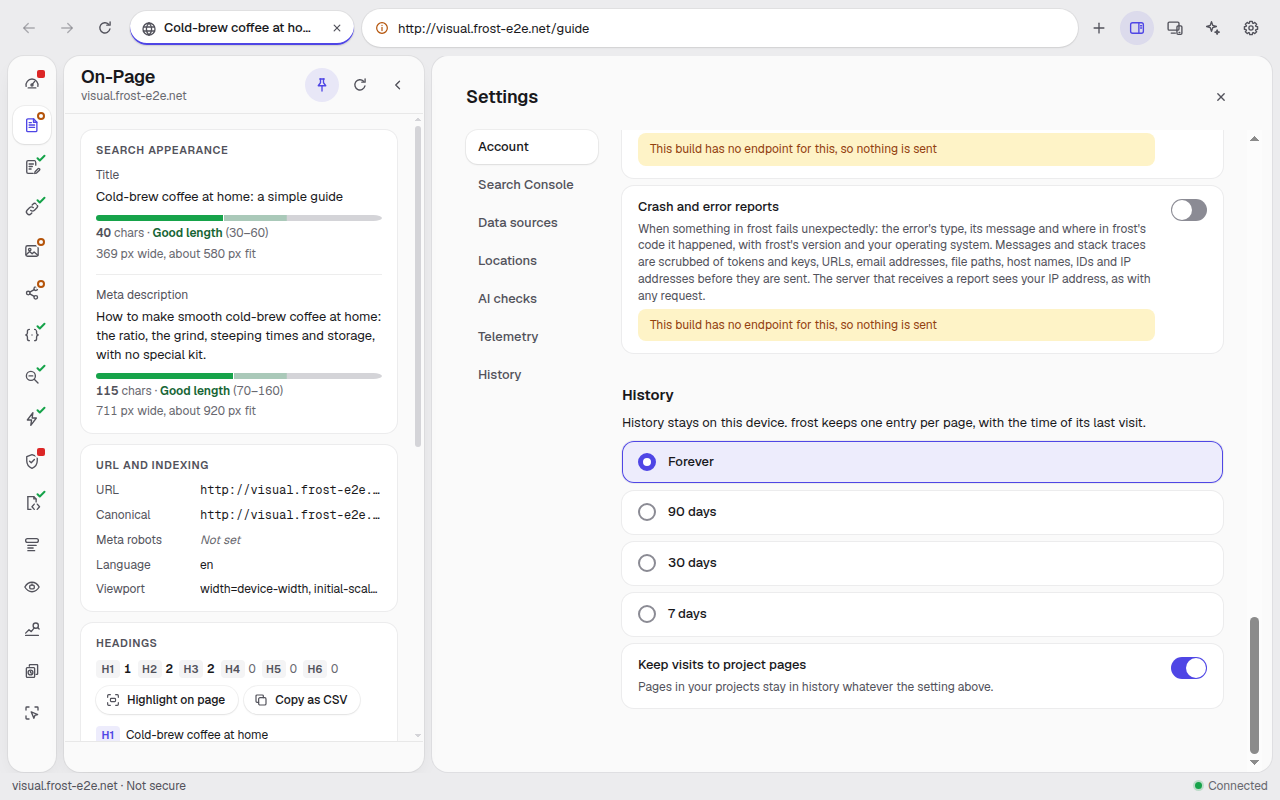 Cold-brew coffee at ho...
http://visual.frost-e2e.net/guide
On-Page
visual.frost-e2e.net
SEARCH APPEARANCE
Title
Cold-brew coffee at home: a simple guide
40 chars · Good length (30–60)
369 px wide, about 580 px fit
Meta description
How to make smooth cold-brew coffee at home:
the ratio, the grind, steeping times and storage,
with no special kit.
115 chars · Good length (70–160)
711 px wide, about 920 px fit
URL AND INDEXING
URL http://visual.frost-e2e.…
Canonical http://visual.frost-e2e.…
Meta robots Not set
Language en
Viewport width=device-width, initial-scal…
HEADINGS
H1 1 H2 2 H3 2 H4 0 H5 0 H6 0
Highlight on page Copy as CSV
H1 Cold-brew coffee at home
Settings
Account
Search Console
Data sources
Locations
AI checks
Telemetry
History
This build has no endpoint for this, so nothing is sent
Crash and error reports
When something in frost fails unexpectedly: the error's type, its message and where in frost's
code it happened, with frost's version and your operating system. Messages and stack traces
are scrubbed of tokens and keys, URLs, email addresses, file paths, host names, IDs and IP
addresses before they are sent. The server that receives a report sees your IP address, as with
any request.
This build has no endpoint for this, so nothing is sent
History
History stays on this device. frost keeps one entry per page, with the time of its last visit.
Forever
90 days
30 days
7 days
Keep visits to project pages
Pages in your projects stay in history whatever the setting above.
visual.frost-e2e.net · Not secure
Connected